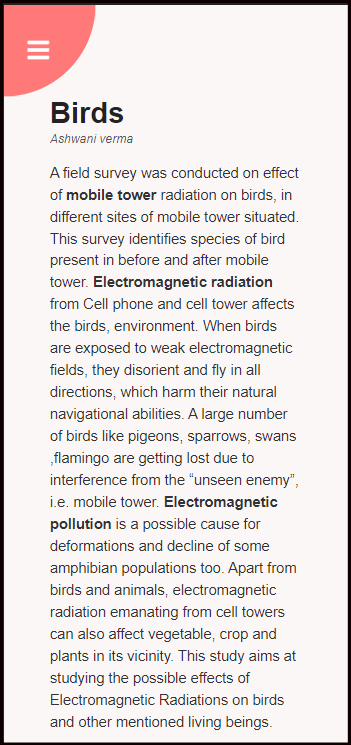 Birds
Ashwani verma
A field survey was conducted on effect
of mobile tower radiation on birds, in
different sites of mobile tower situated.
This survey identifies species of bird
present in before and after mobile
tower. Electromagnetic radiation
from Cell phone and cell tower affects
the birds, environment. When birds
are exposed to weak electromagnetic
fields, they disorient and fly in all
directions, which harm their natural
navigational abilities. A large number
of birds like pigeons, sparrows, swans
,flamingo are getting lost due to
interference from the “unseen enemy”,
i.e. mobile tower. Electromagnetic
pollution is a possible cause for
deformations and decline of some
amphibian populations too. Apart from
birds and animals, electromagnetic
radiation emanating from cell towers
can also affect vegetable, crop and
plants in its vicinity. This study aims at
studying the possible effects of
Electromagnetic Radiations on birds
and other mentioned living beings.